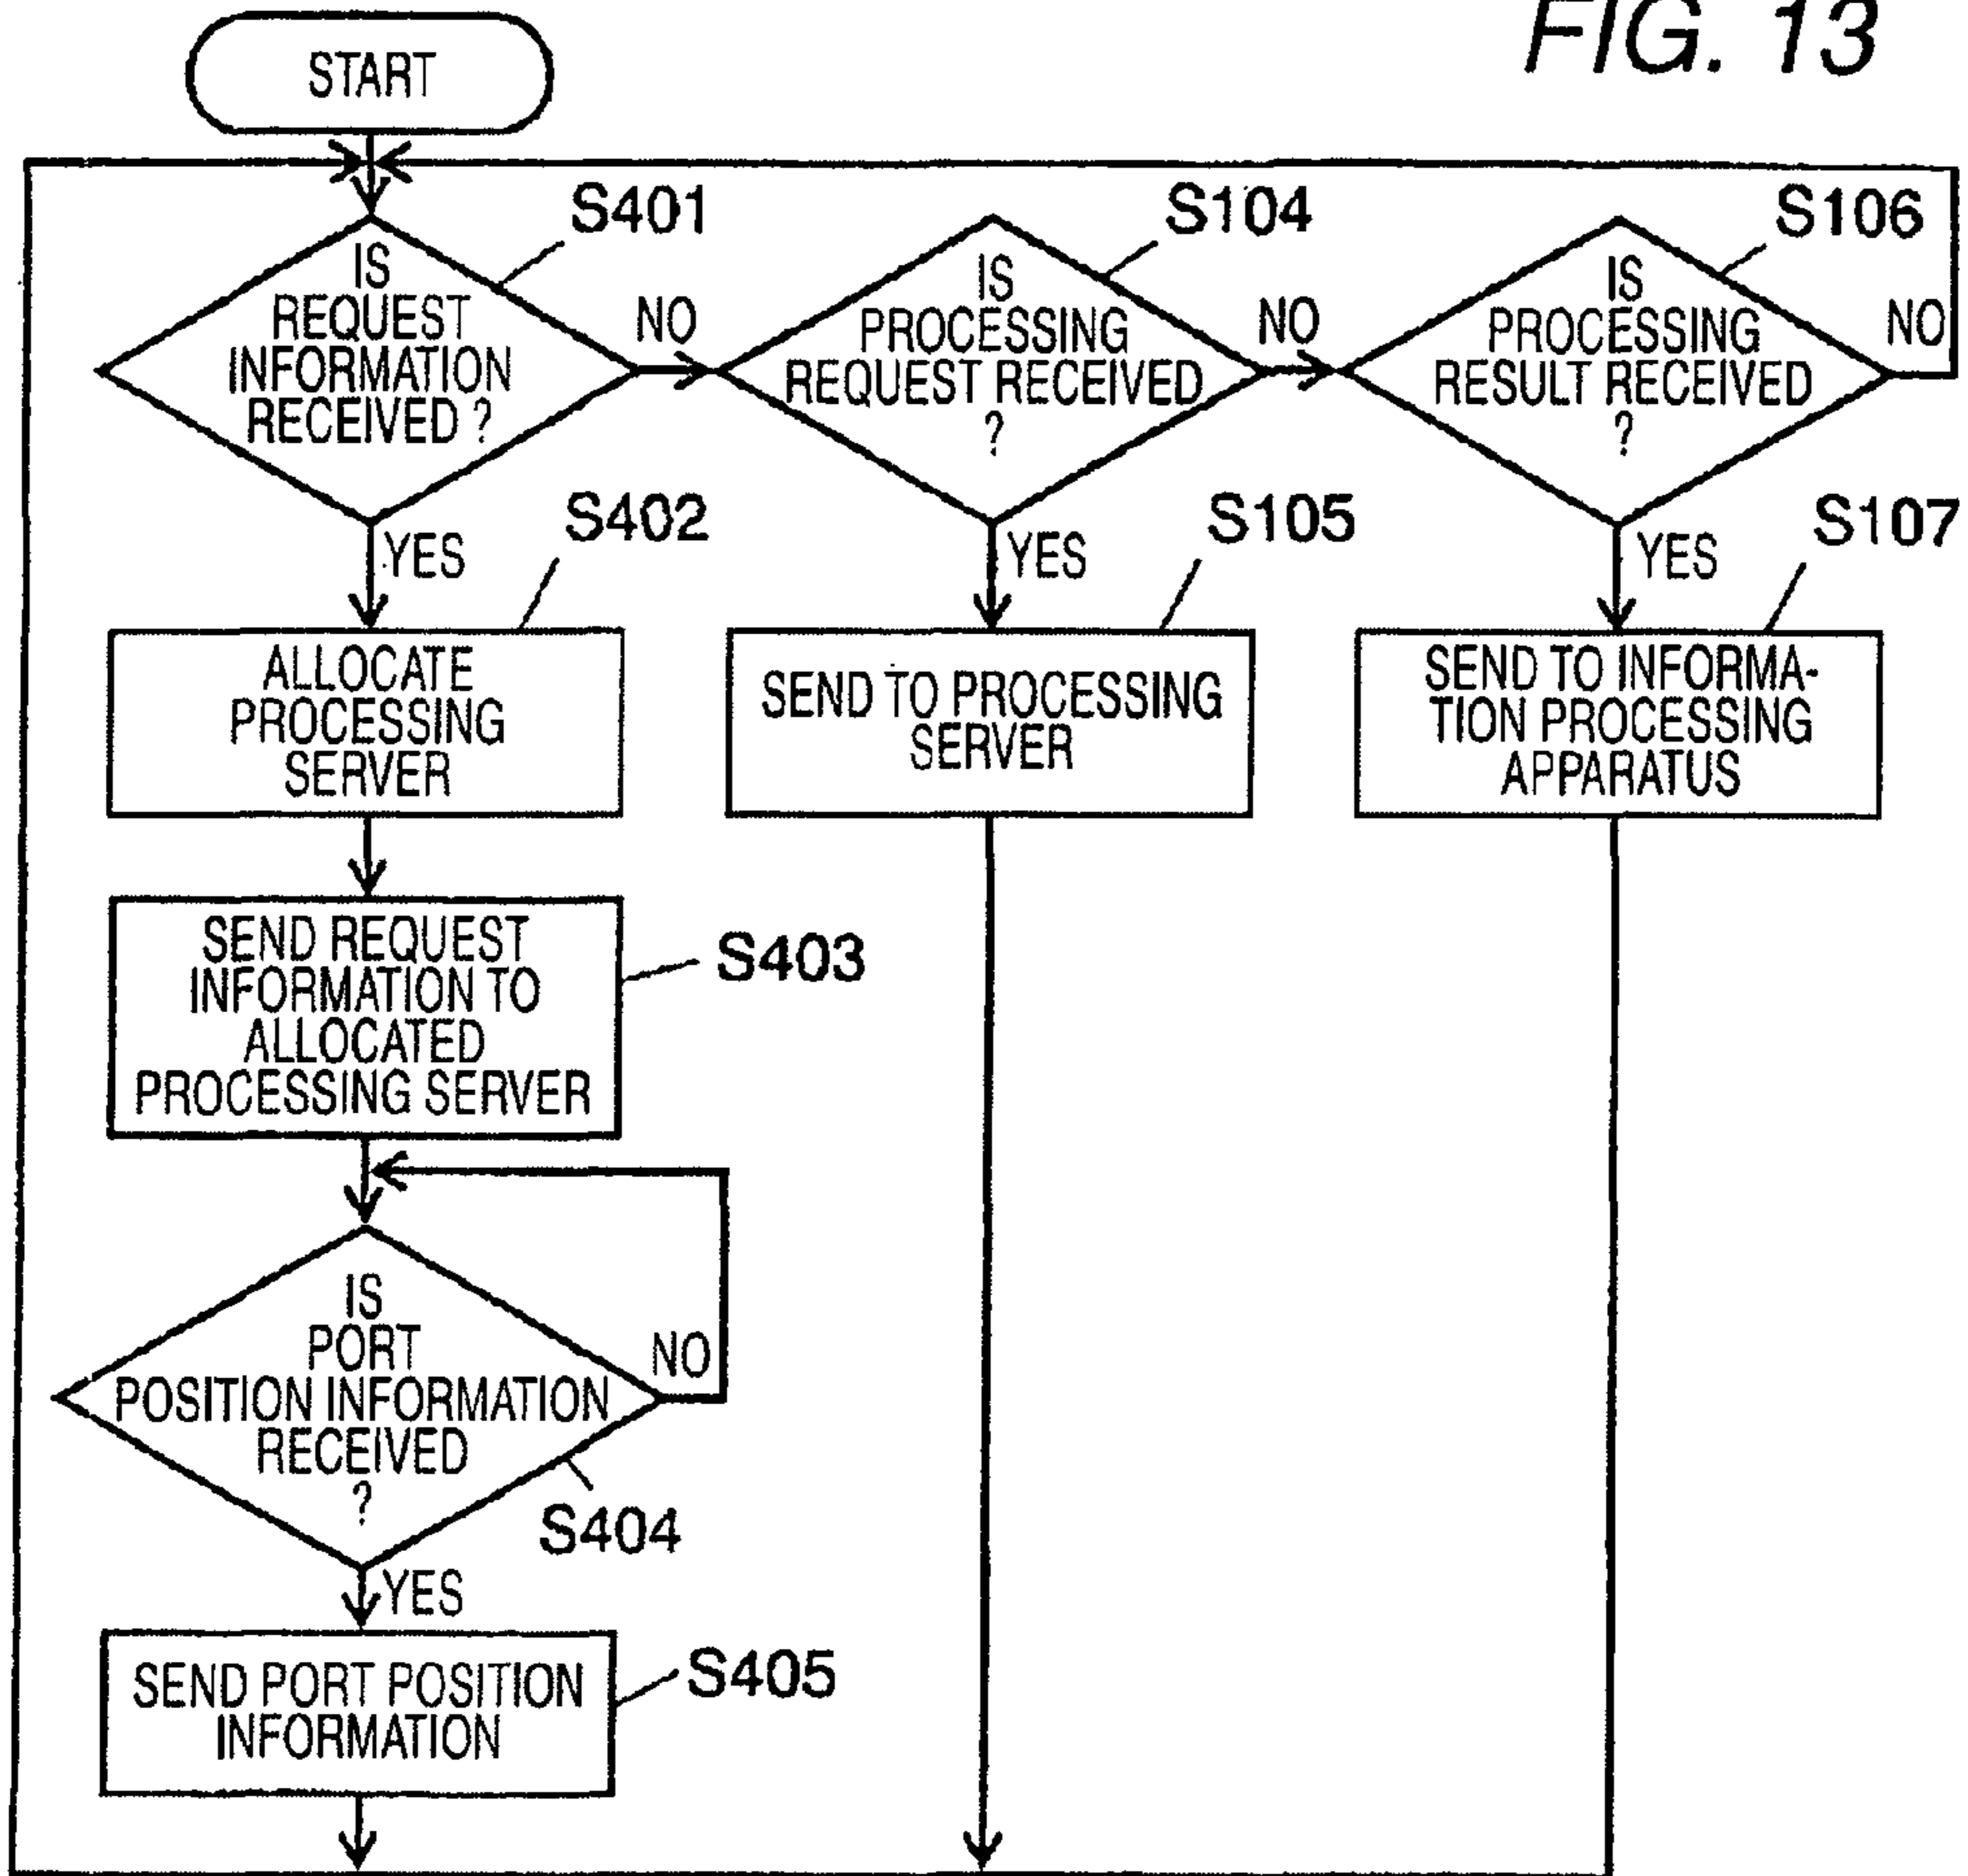 FIG. 13
START
S401
IS
REQUEST
INFORMATION
RECEIVED ?
NO
S104
IS
PROCESSING
REQUEST RECEIVED
?
NO
S106
IS
PROCESSING
RESULT RECEIVED
?
NO
YES
S402
ALLOCATE
PROCESSING
SERVER
YES
S105
SEND TO PROCESSING
SERVER
YES
S107
SEND TO INFORMA-
TION PROCESSING
APPARATUS
SEND REQUEST
INFORMATION TO
ALLOCATED
PROCESSING SERVER
S403
IS
PORT
POSITION INFORMATION
RECEIVED
?
NO
S404
YES
SEND PORT POSITION
INFORMATION
S405